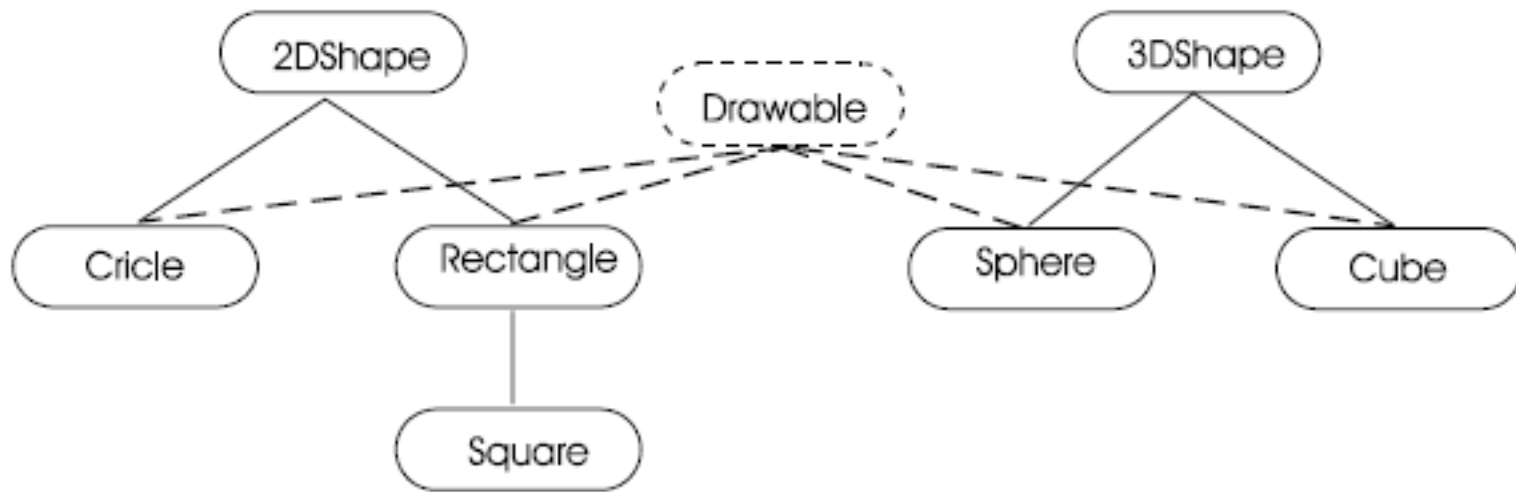 2DShape
3DShape
Drawable
Cricle
Rectangle
Sphere
Cube
Square